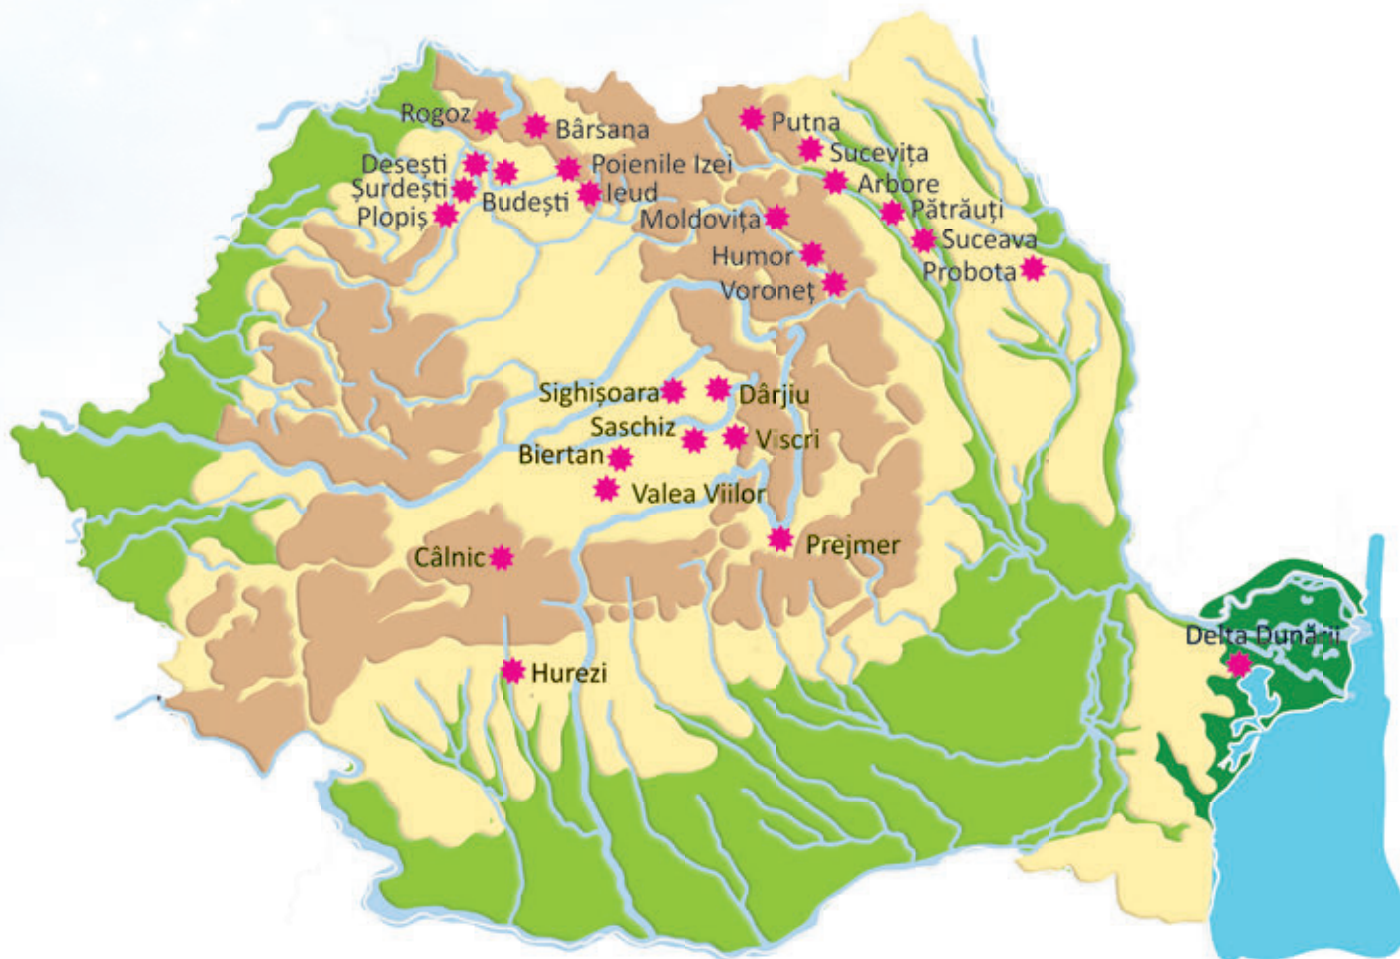 Rogoz
Bârsana
Putna
Sucevița
Desești
Poienile Izei
Arbore
Șurdești
Budești
Ieud
Plopiș
Moldovița
Pătrăuți
Suceava
Humor
Probota
Voroneț
Sighișoara
Dârjiu
Saschiz
Viscri
Biertan
Valea Viilor
Câlnic
Prejmer
Delta Dunării
Hurezi